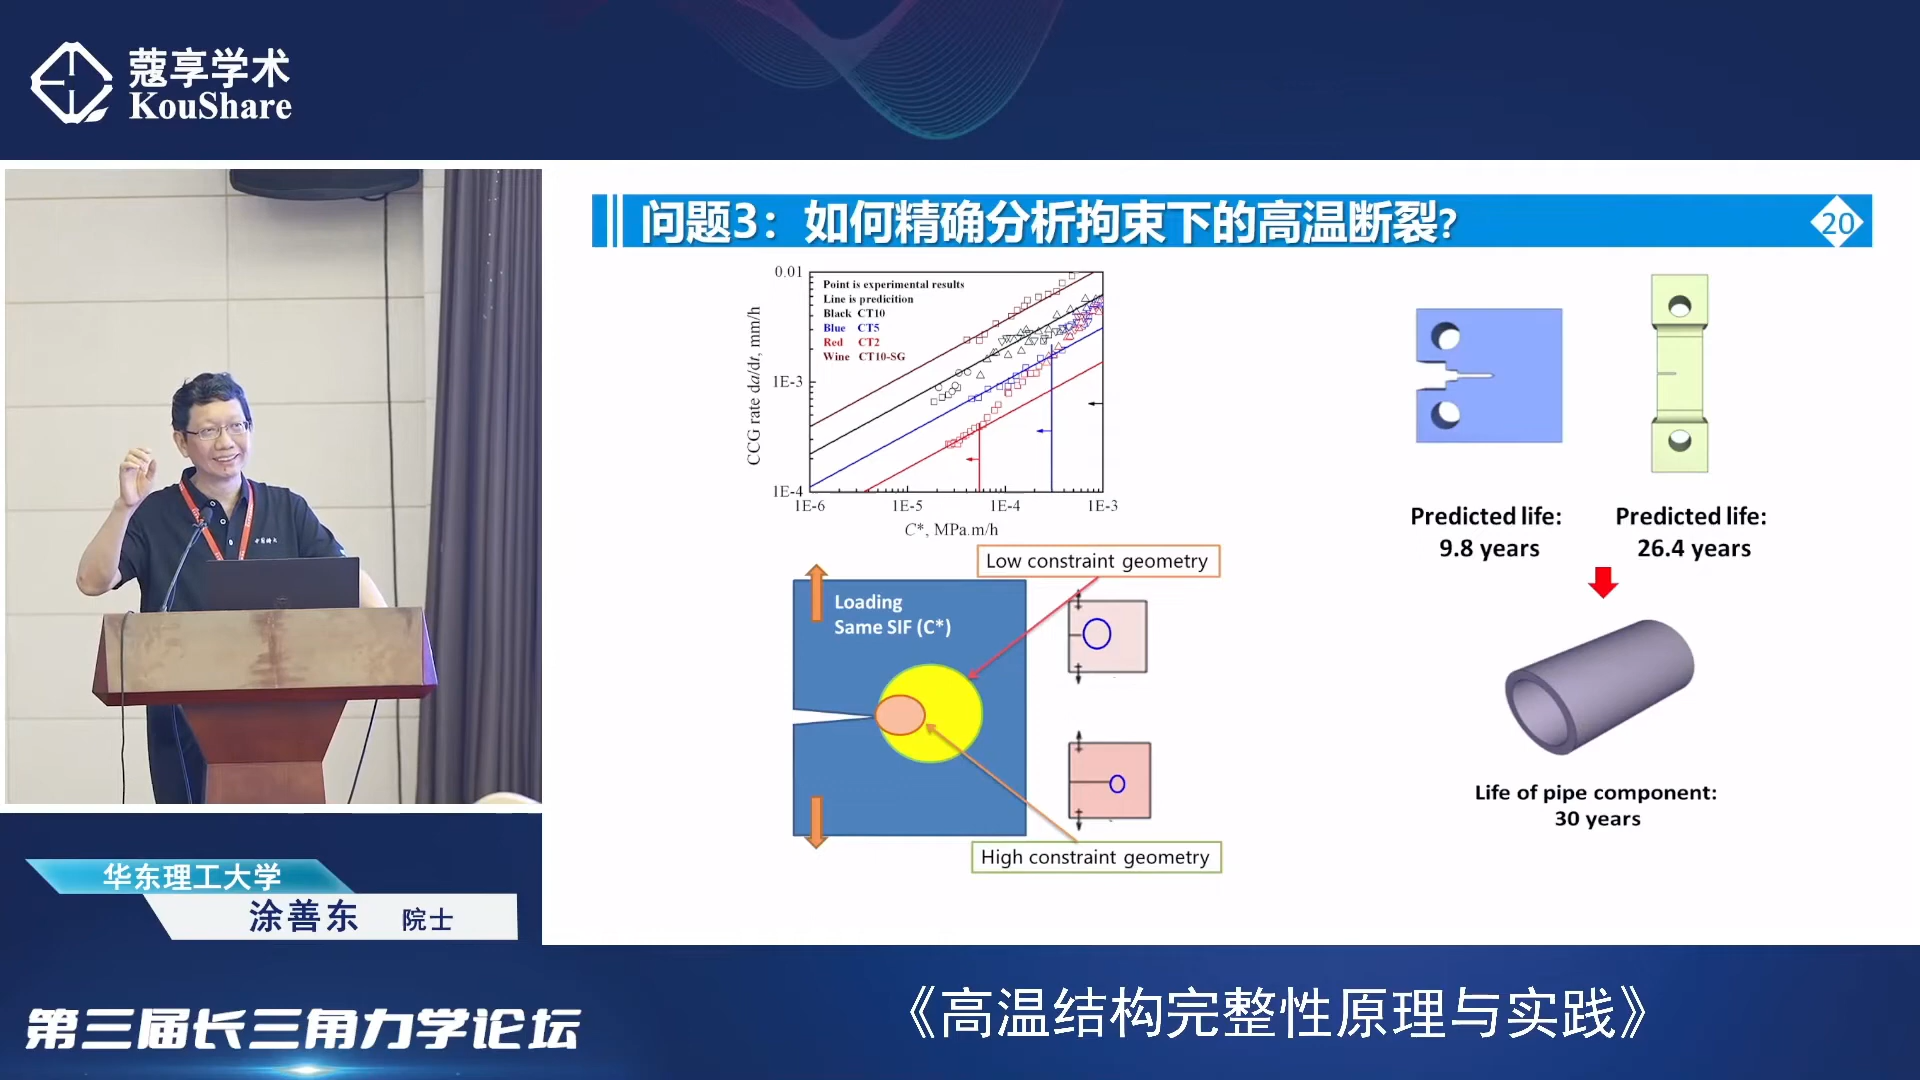 蔻享学术
KouShare
问题3：如何精确分析拘束下的高温断裂?
20
0.01
1E-3
1E-4
CCG rate da/dt, mm/h
Point is experimental results
Line is predicition
Black CT10
Blue CT5
Red CT2
Wine CT10-SG
1E-6
1E-5
1E-4
1E-3
C*, MPa.m/h
Low constraint geometry
Loading
Same SIF (C*)
High constraint geometry
Predicted life:
9.8 years
Predicted life:
26.4 years
Life of pipe component:
30 years
华东理工大学
涂善东 院士
第三届长三角力学论坛
《高温结构完整性原理与实践》